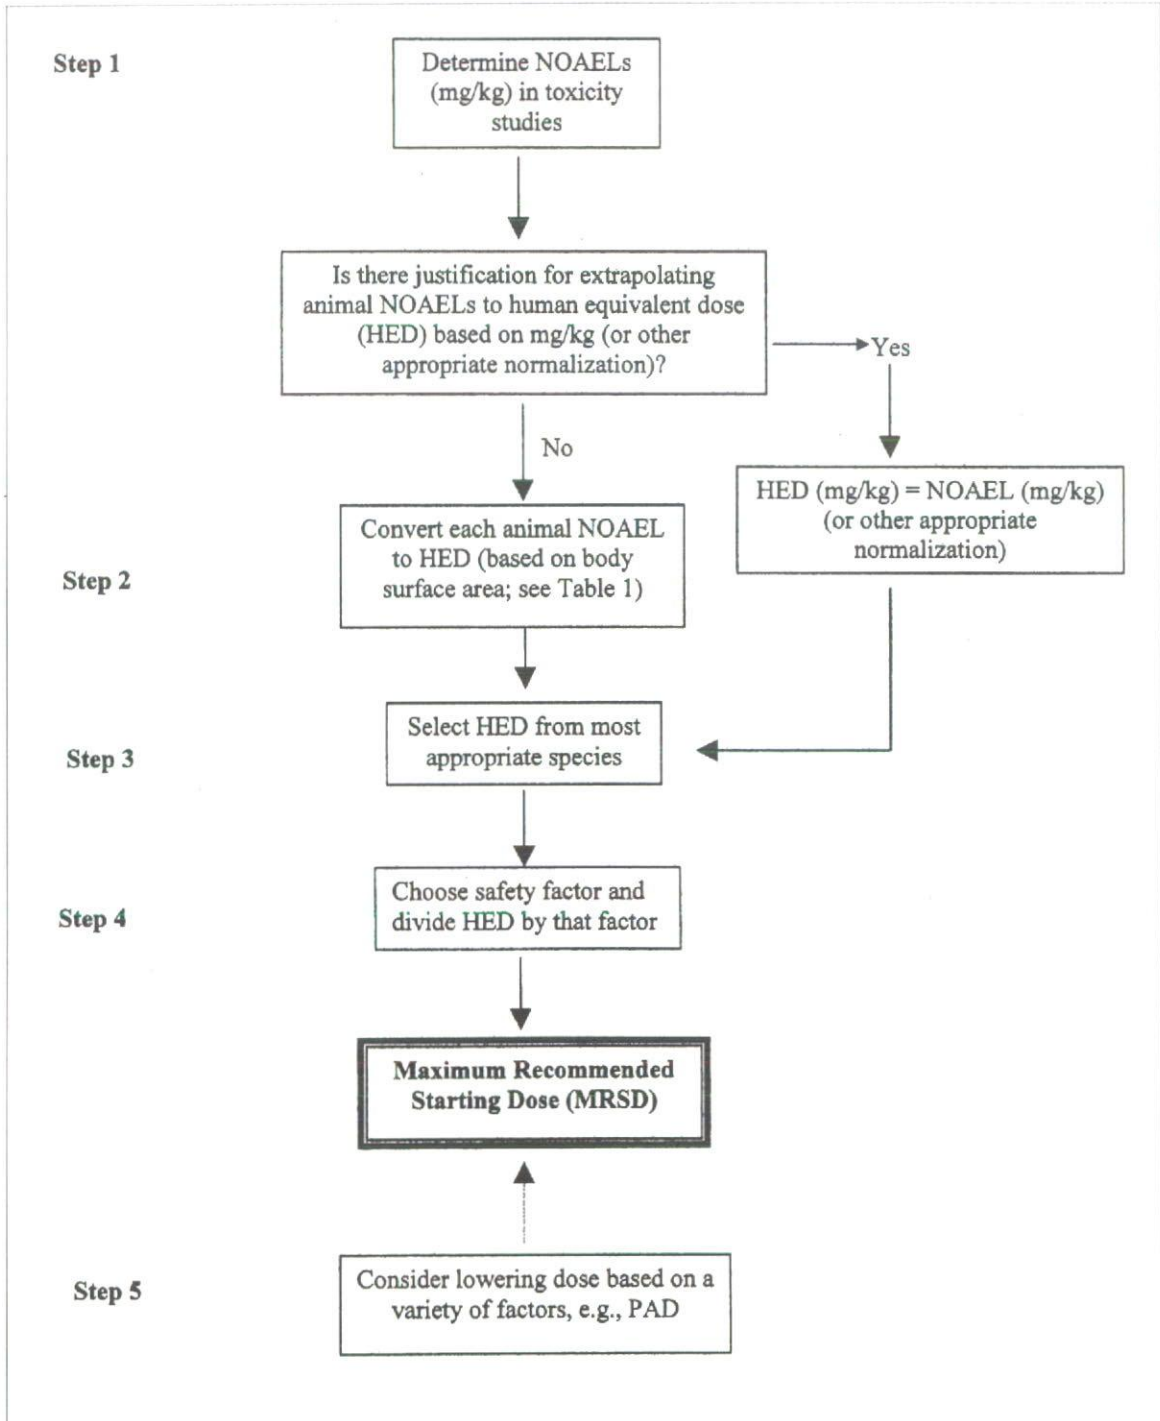 Step 1
Determine NOAELs
(mg/kg) in toxicity
studies
Is there justification for extrapolating
animal NOAELs to human equivalent dose
(HED) based on mg/kg (or other
appropriate normalization)?
Yes
No
HED (mg/kg) = NOAEL (mg/kg)
(or other appropriate
normalization)
Step 2
Convert each animal NOAEL
to HED (based on body
surface area; see Table 1)
Step 3
Select HED from most
appropriate species
Step 4
Choose safety factor and
divide HED by that factor
Maximum Recommended
Starting Dose (MRSD)
Step 5
Consider lowering dose based on a
variety of factors, e.g., PAD